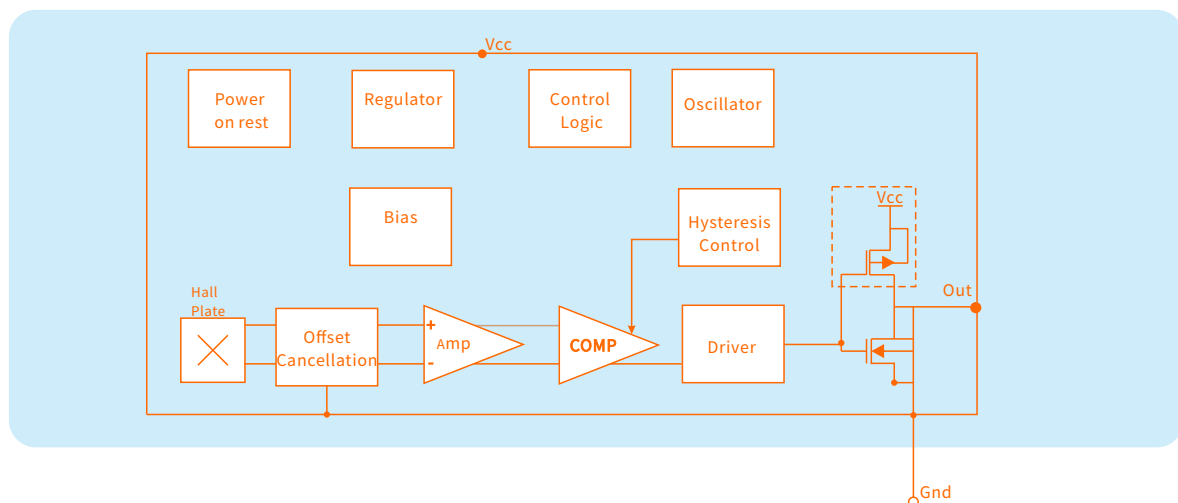 Vcc
Power
on rest
Regulator
Control
Logic
Oscillator
Bias
Hysteresis
Control
Vcc
Hall
Plate
Out
Offset
Cancellation
+
Amp
-
COMP
Driver
Gnd